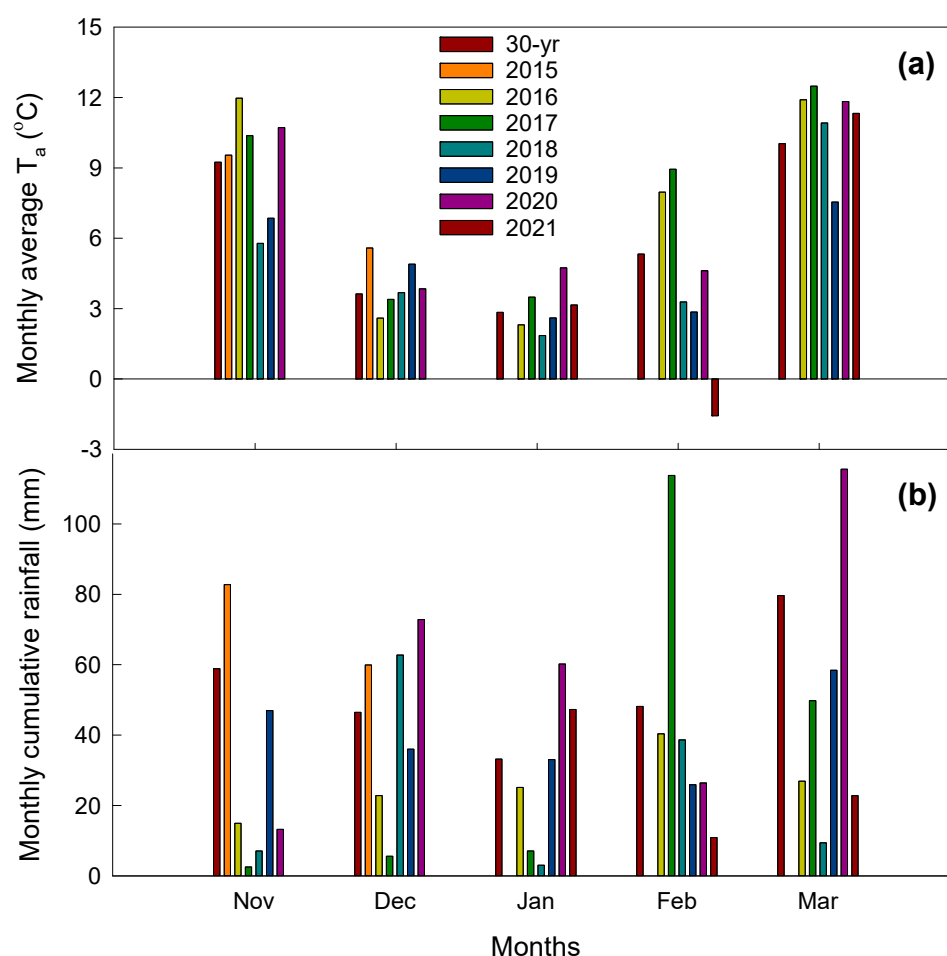 15
12
9
6
3
0
-3
Monthly average Ta (oC)
30-yr
2015
2016
2017
2018
2019
2020
2021
(a)
100
80
60
40
20
0
Monthly cumulative rainfall (mm)
(b)
Nov Dec Jan Feb Mar
Months